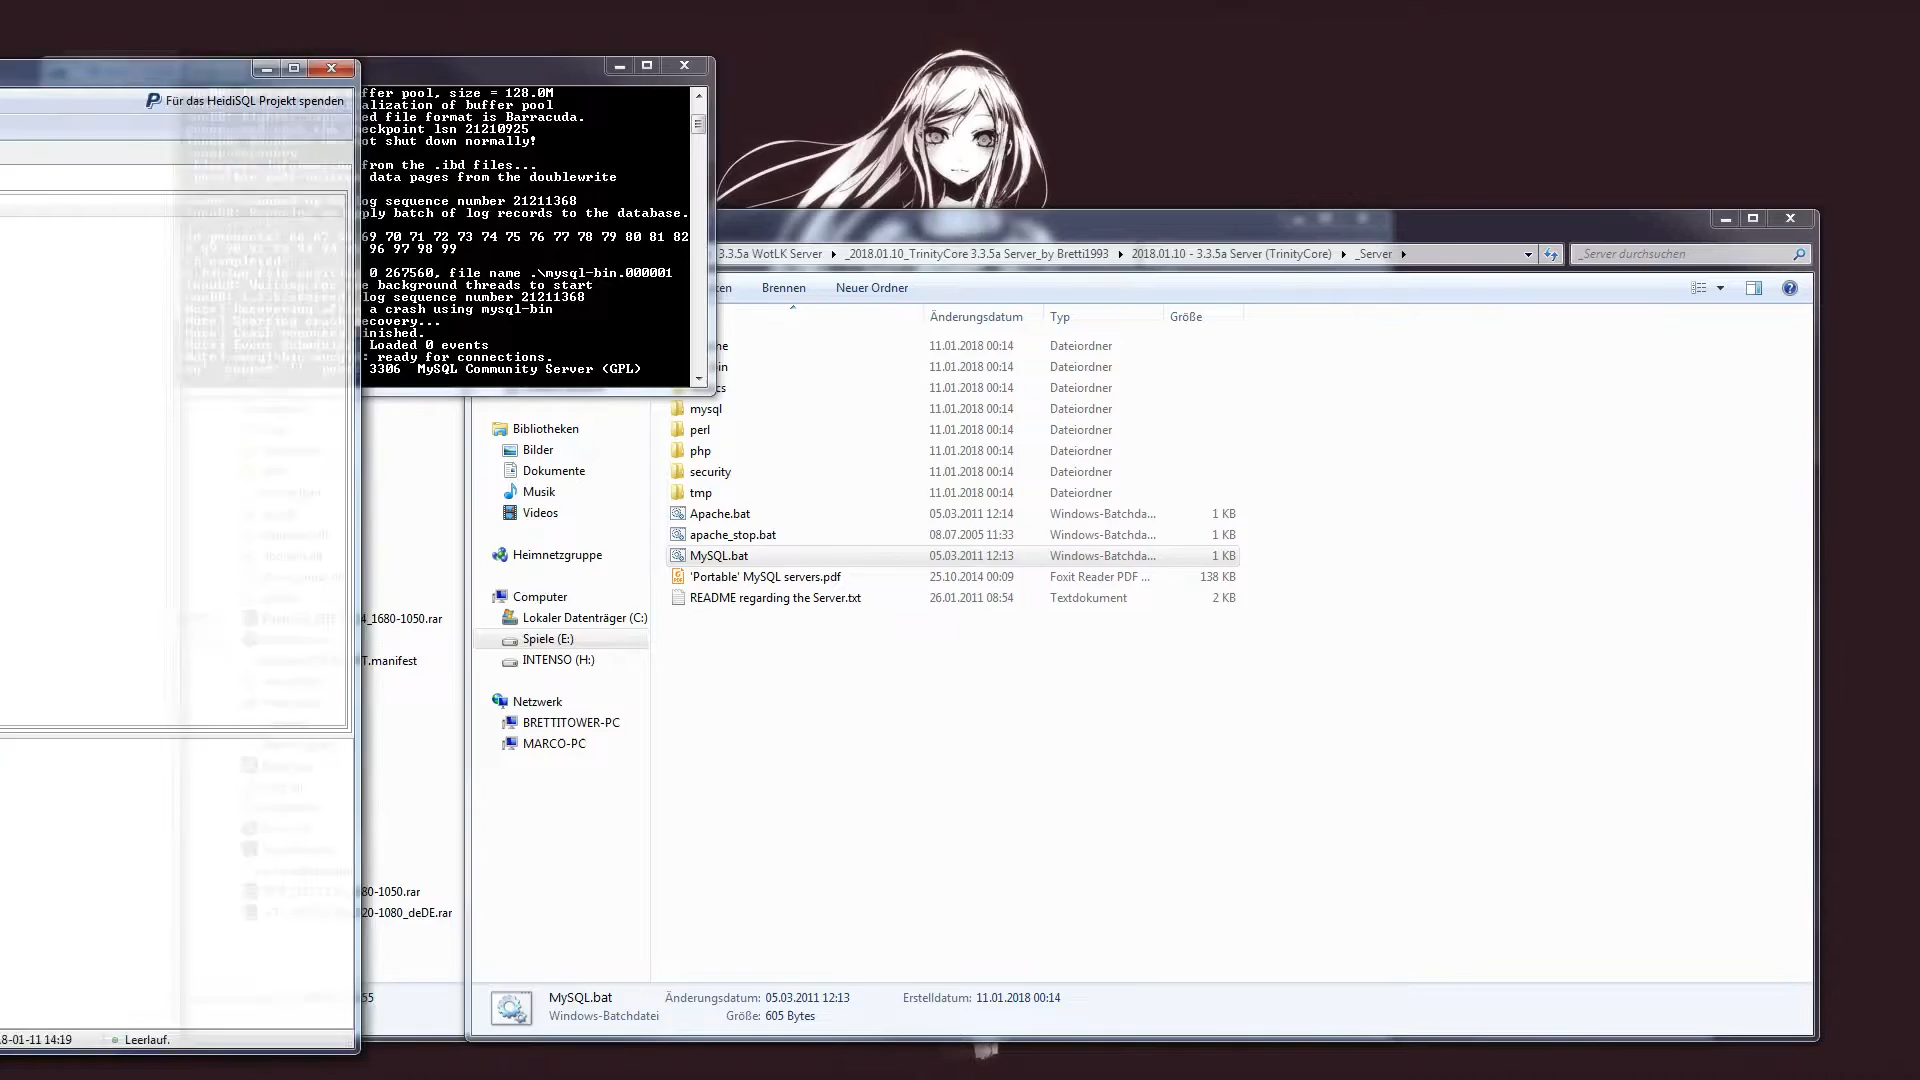 Für das HeidiSQL Projekt spenden
8-01-11 14:19
Leerlauf.
ffer pool, size = 128.0M
alization of buffer pool
ed file format is Barracuda.
eckpoint lsn 21210925
ot shut down normally!
from the .ibd files...
data pages from the doublewrite
og sequence number 21211368
ply batch of log records to the database.
69 70 71 72 73 74 75 76 77 78 79 80 81 82
96 97 98 99
0 267560, file name .\mysql-bin.000001
e background threads to start
log sequence number 21211368
a crash using mysql-bin
ecovery...
inished.
Loaded 0 events
: ready for connections.
3306 MySQL Community Server (GPL)
4_1680-1050.rar
T.manifest
80-1050.rar
20-1080_deDE.rar
55
3.3.5a WotLK Server
_2018.01.10_TrinityCore 3.3.5a Server_by Bretti1993
2018.01.10 - 3.3.5a Server (TrinityCore)
_Server
_Server durchsuchen
ten
Brennen
Neuer Ordner
Änderungsdatum
Typ
Größe
Bibliotheken
Bilder
Dokumente
Musik
Videos
Heimnetzgruppe
Computer
Lokaler Datenträger (C:)
Spiele (E:)
INTENSO (H:)
Netzwerk
BRETTITOWER-PC
MARCO-PC
he 11.01.2018 00:14 Dateiordner
in 11.01.2018 00:14 Dateiordner
cs 11.01.2018 00:14 Dateiordner
mysql 11.01.2018 00:14 Dateiordner
perl 11.01.2018 00:14 Dateiordner
php 11.01.2018 00:14 Dateiordner
security 11.01.2018 00:14 Dateiordner
tmp 11.01.2018 00:14 Dateiordner
Apache.bat 05.03.2011 12:14 Windows-Batchda... 1 KB
apache_stop.bat 08.07.2005 11:33 Windows-Batchda... 1 KB
MySQL.bat 05.03.2011 12:13 Windows-Batchda... 1 KB
'Portable' MySQL servers.pdf 25.10.2014 00:09 Foxit Reader PDF ... 138 KB
README regarding the Server.txt 26.01.2011 08:54 Textdokument 2 KB
MySQL.bat Änderungsdatum: 05.03.2011 12:13 Erstelldatum: 11.01.2018 00:14
Windows-Batchdatei Größe: 605 Bytes